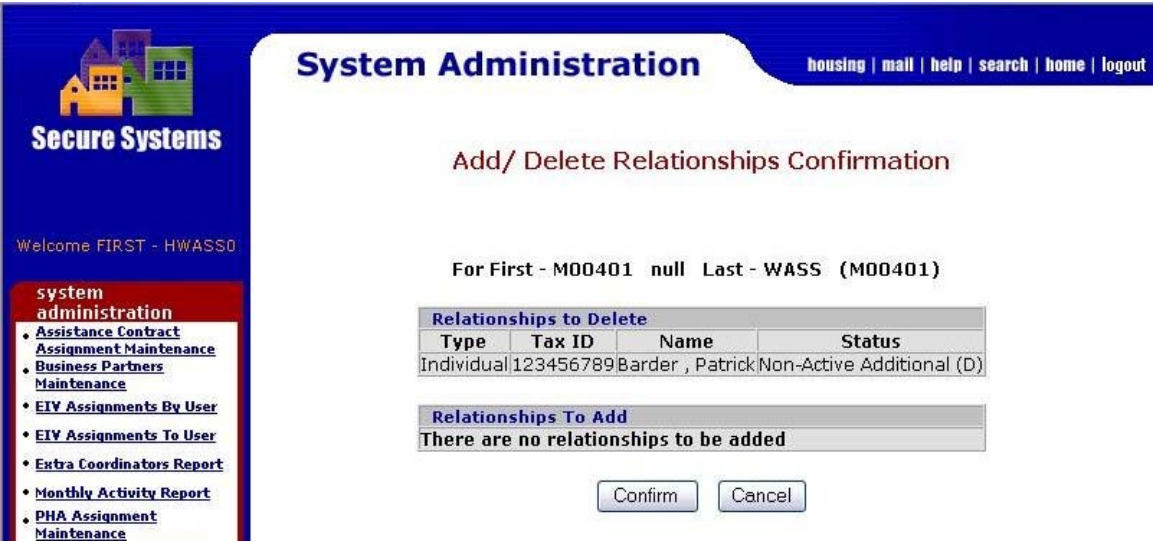 System Administration
housing | mail | help | search | home | logout
Secure Systems
Welcome FIRST - HWASS0
system
administration
• Assistance Contract
Assignment Maintenance
• Business Partners
Maintenance
• EIV Assignments By User
• EIV Assignments To User
• Extra Coordinators Report
• Monthly Activity Report
• PHA Assignment
Maintenance
Add/ Delete Relationships Confirmation
For First - M00401 null Last - WASS (M00401)
Relationships to Delete
Type Tax ID Name Status
Individual 123456789 Barder , Patrick Non-Active Additional (D)
Relationships To Add
There are no relationships to be added
Confirm Cancel